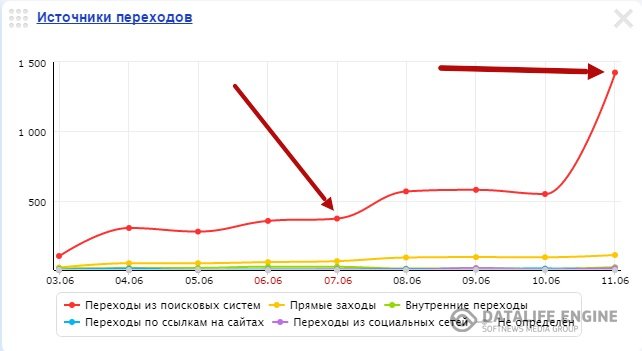 Источники переходов
1 500
1 000
500
03.06 04.06 05.06 06.06 07.06 08.06 09.06 10.06 11.06
Переходы из поисковых систем Прямые заходы Внутренние переходы
Переходы по ссылкам на сайтах Переходы из социальных сетей Не определён
DATALIFE ENGINE
SOFTNEWS MEDIA GROUP